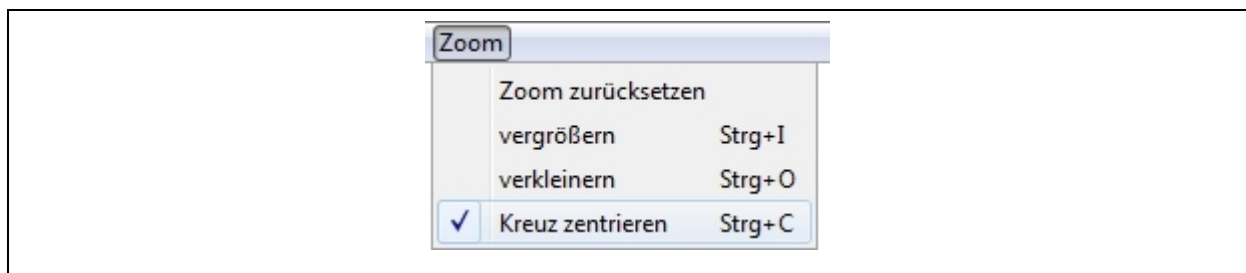 Zoom
Zoom zurücksetzen
vergrößern Strg+I
verkleinern Strg+O
Kreuz zentrieren Strg+C